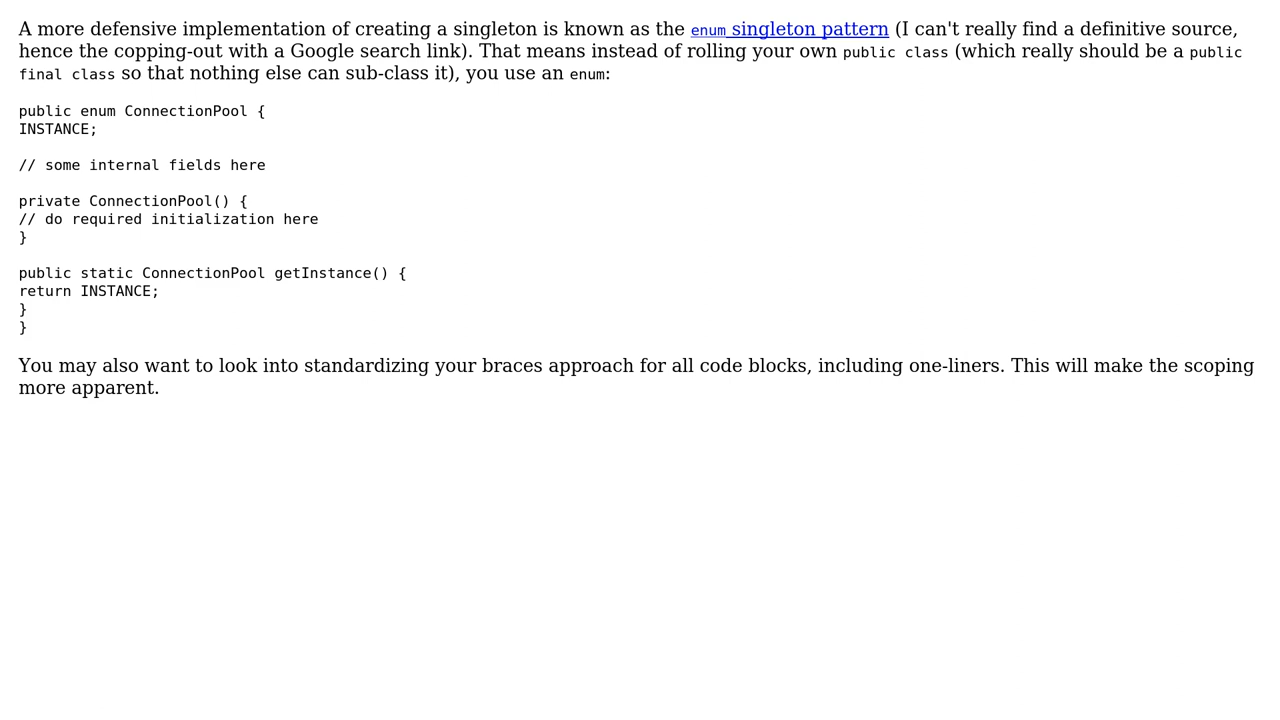 A more defensive implementation of creating a singleton is known as the enum singleton pattern (I can't really find a definitive source,
hence the copping-out with a Google search link). That means instead of rolling your own public class (which really should be a public
final class so that nothing else can sub-class it), you use an enum:
public enum ConnectionPool {
INSTANCE;
// some internal fields here
private ConnectionPool() {
// do required initialization here
}
public static ConnectionPool getInstance() {
return INSTANCE;
}
}
You may also want to look into standardizing your braces approach for all code blocks, including one-liners. This will make the scoping
more apparent.